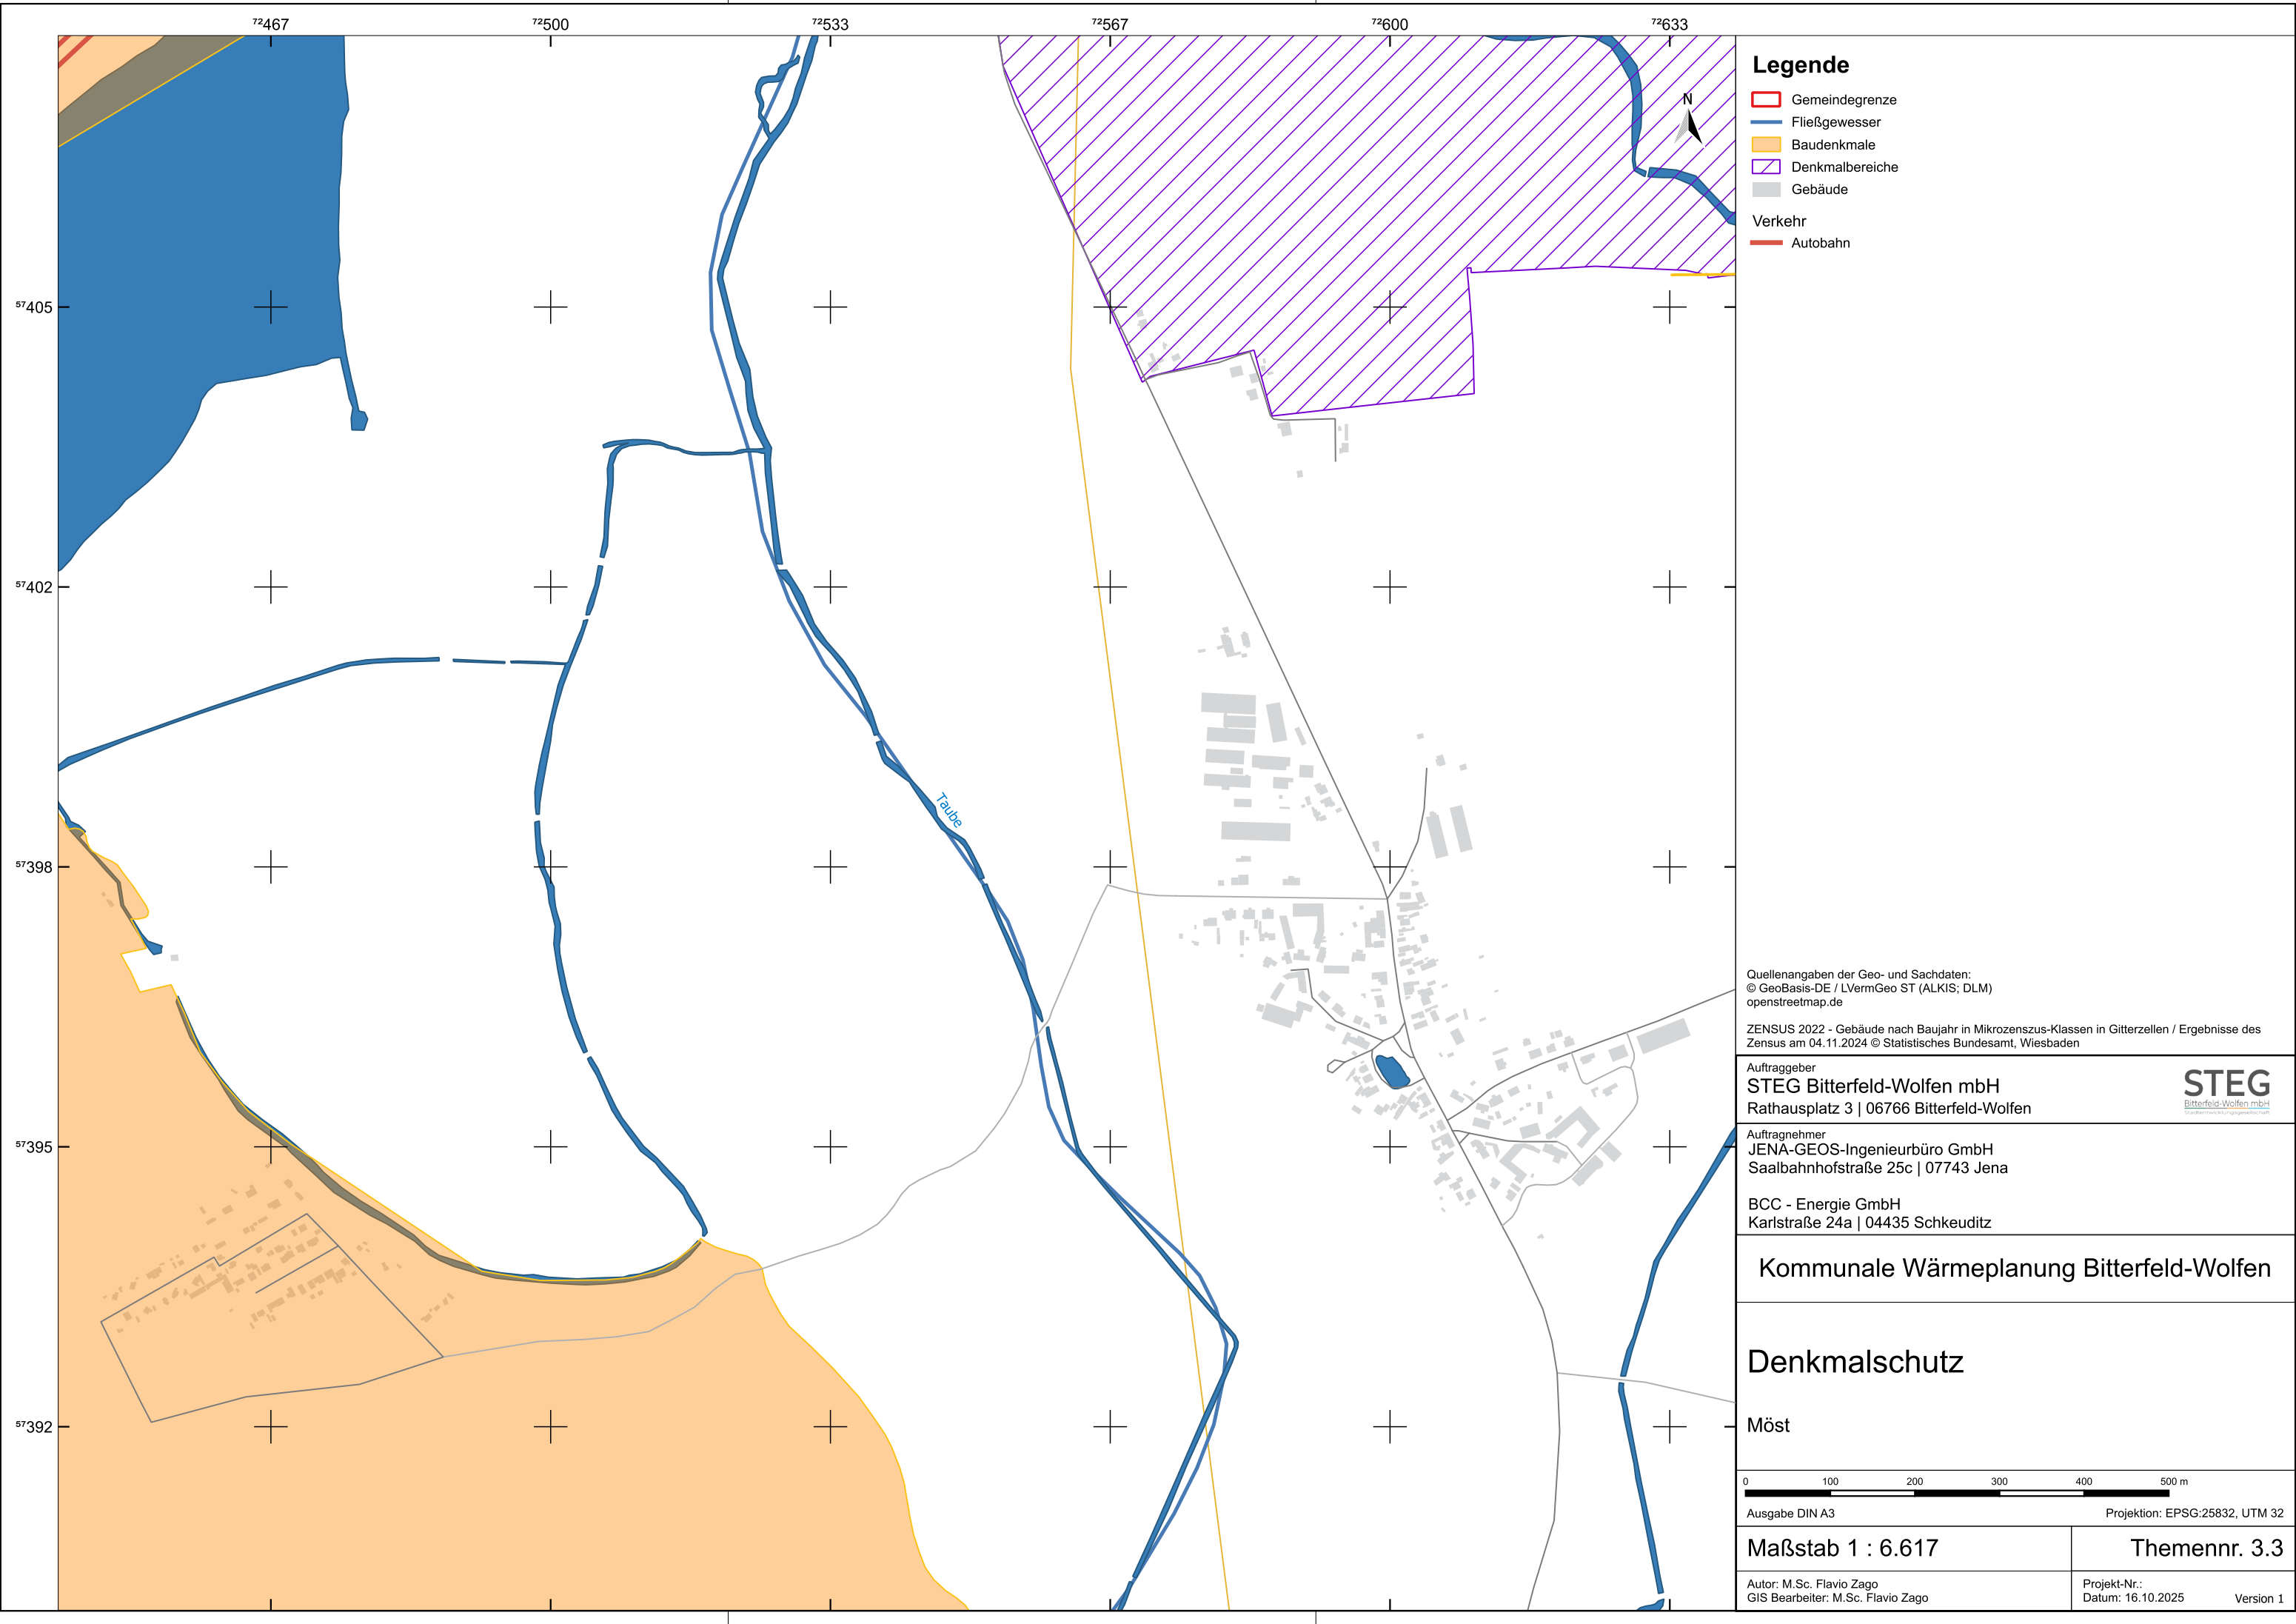 72467 72500 72533 72567 72600 72633
57405
57402
57398
57395
57392
Taube
N
Legende
Gemeindegrenze
Fließgewässer
Baudenkmale
Denkmalbereiche
Gebäude
Verkehr
Autobahn
Quellenangaben der Geo- und Sachdaten:
© GeoBasis-DE / LVermGeo ST (ALKIS; DLM)
openstreetmap.de
ZENSUS 2022 - Gebäude nach Baujahr in Mikrozenszus-Klassen in Gitterzellen / Ergebnisse des
Zensus am 04.11.2024 © Statistisches Bundesamt, Wiesbaden
Auftraggeber
STEG Bitterfeld-Wolfen mbH
Rathausplatz 3 | 06766 Bitterfeld-Wolfen
STEG
Bitterfeld-Wolfen mbH
Stadtentwicklungsgesellschaft
Auftragnehmer
JENA-GEOS-Ingenieurbüro GmbH
Saalbahnhofstraße 25c | 07743 Jena
BCC - Energie GmbH
Karlstraße 24a | 04435 Schkeuditz
Kommunale Wärmeplanung Bitterfeld-Wolfen
Denkmalschutz
Möst
0 100 200 300 400 500 m
Ausgabe DIN A3 Projektion: EPSG:25832, UTM 32
Maßstab 1 : 6.617 Themennr. 3.3
Autor: M.Sc. Flavio Zago
GIS Bearbeiter: M.Sc. Flavio Zago
Projekt-Nr.:
Datum: 16.10.2025 Version 1